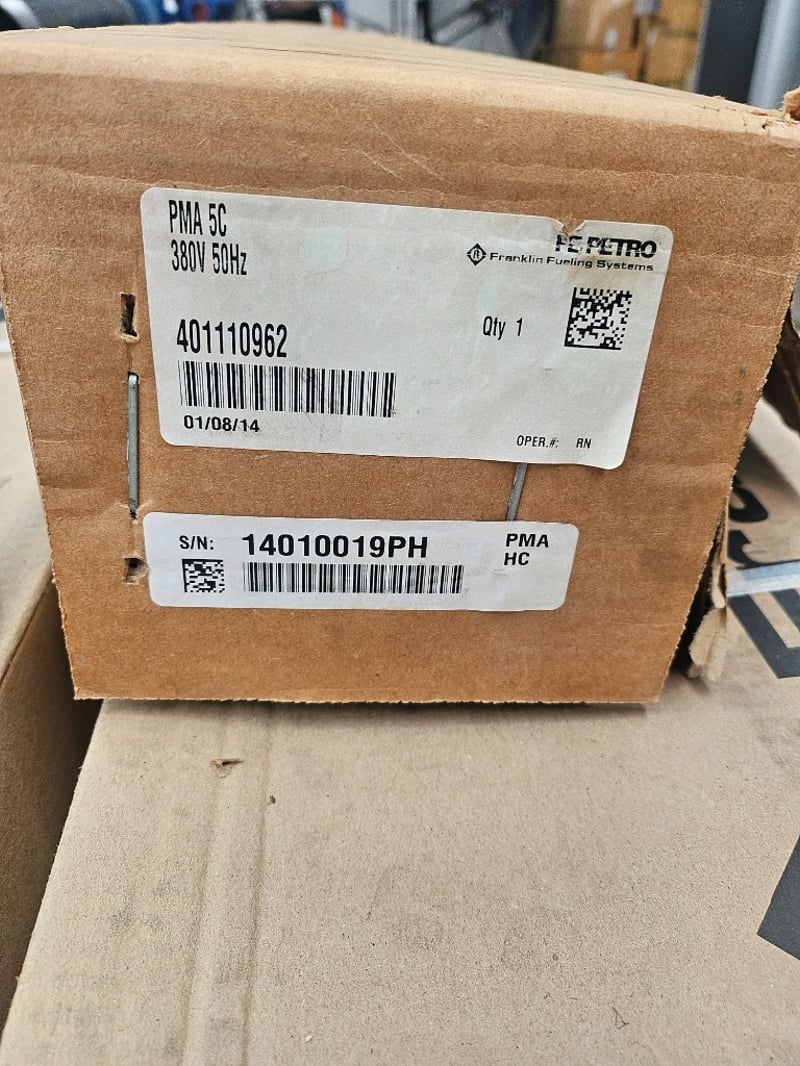 PMA 5C
380V 50Hz
FE PETRO
Franklin Fueling Systems
401110962
Qty 1
01/08/14
OPER.#: RN
S/N: 14010019PH
PMA
HC